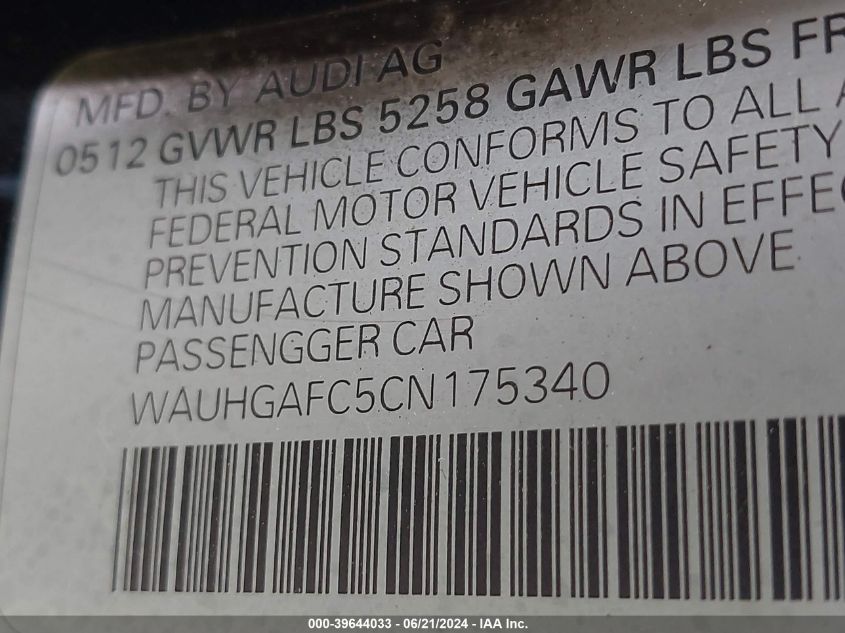 MFD. BY AUDI AG
0512 GVWR LBS 5258 GAWR LBS FR
THIS VEHICLE CONFORMS TO ALL A
FEDERAL MOTOR VEHICLE SAFETY
PREVENTION STANDARDS IN EFFEC
MANUFACTURE SHOWN ABOVE
PASSENGGER CAR
WAUHGAFC5CN175340
000-39644033 - 06/21/2024 - IAA Inc.